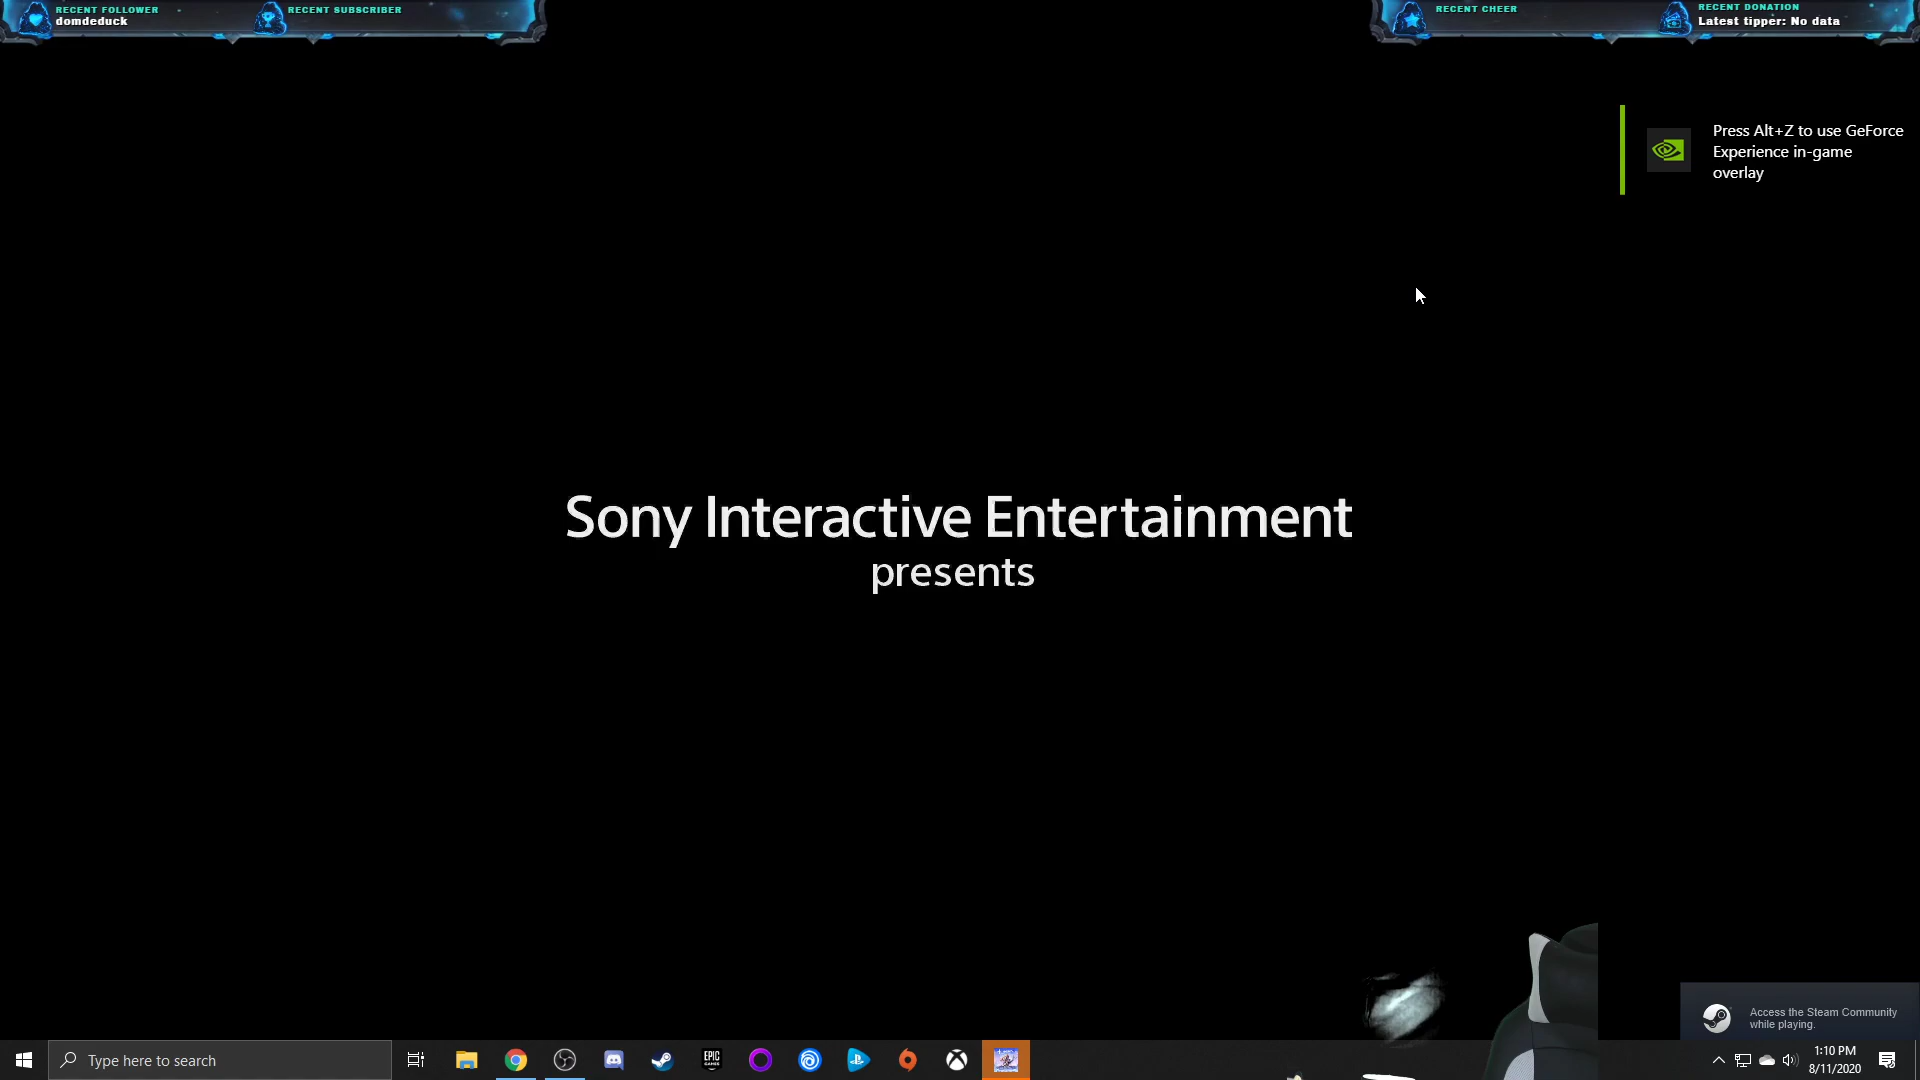 RECENT FOLLOWER
domdeduck
RECENT SUBSCRIBER
RECENT CHEER
RECENT DONATION
Latest tipper: No data
Press Alt+Z to use GeForce
Experience in-game
overlay
Sony Interactive Entertainment
presents
Access the Steam Community
while playing.
Type here to search
EPIC
GAMES
1:10 PM
8/11/2020